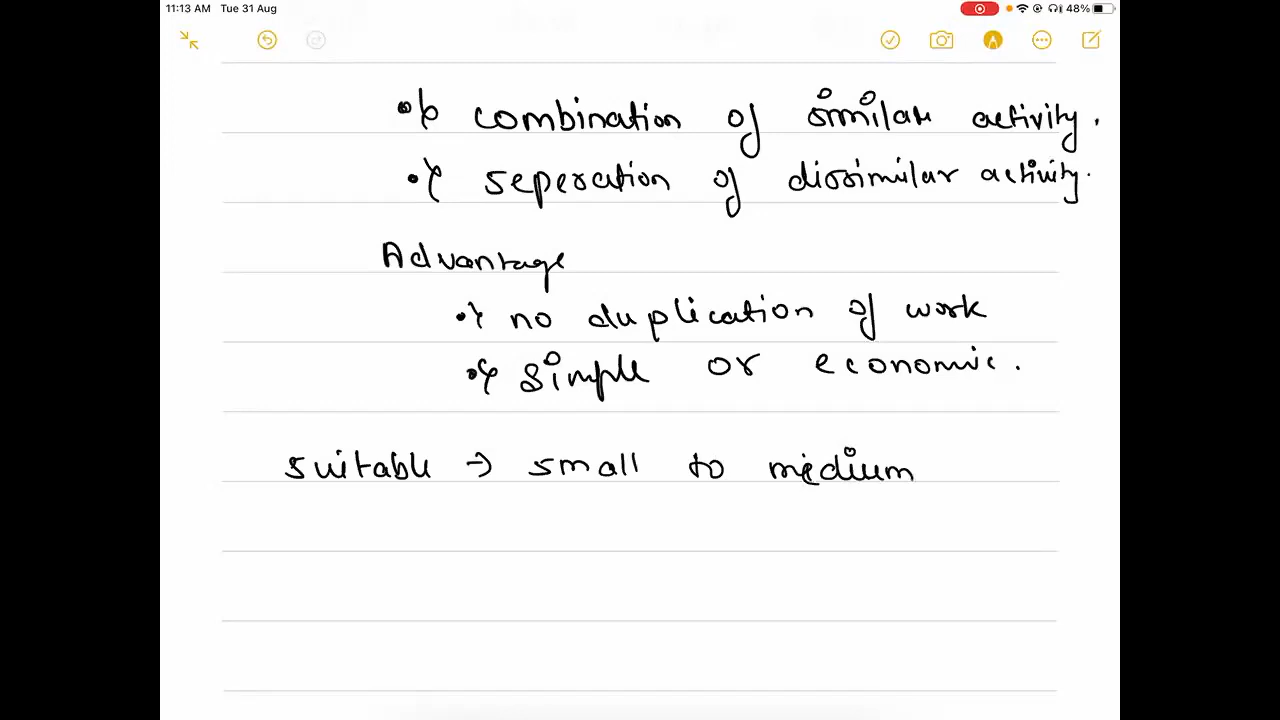 11:13 AM Tue 31 Aug 48%
combination of similar activity.
seperation of dissimilar activity.
Advantage
no duplication of work
simple or economic.
suitable → small to medium